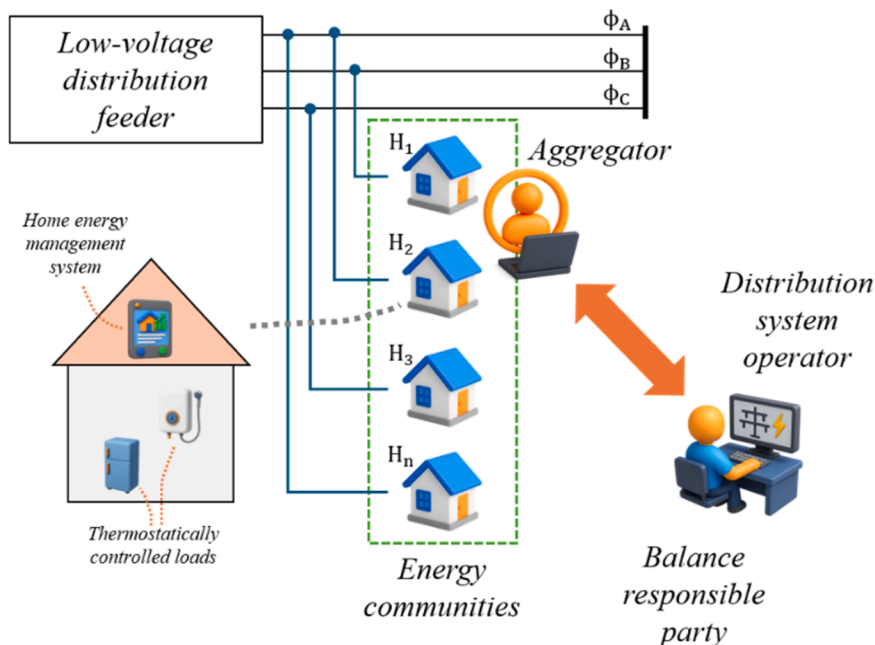 Low-voltage
distribution
feeder
ϕA
ϕB
ϕC
H1
Aggregator
Home energy
management
system
H2
Distribution
system
operator
H3
Hn
Thermostatically
controlled loads
Energy
communities
Balance
responsible
party